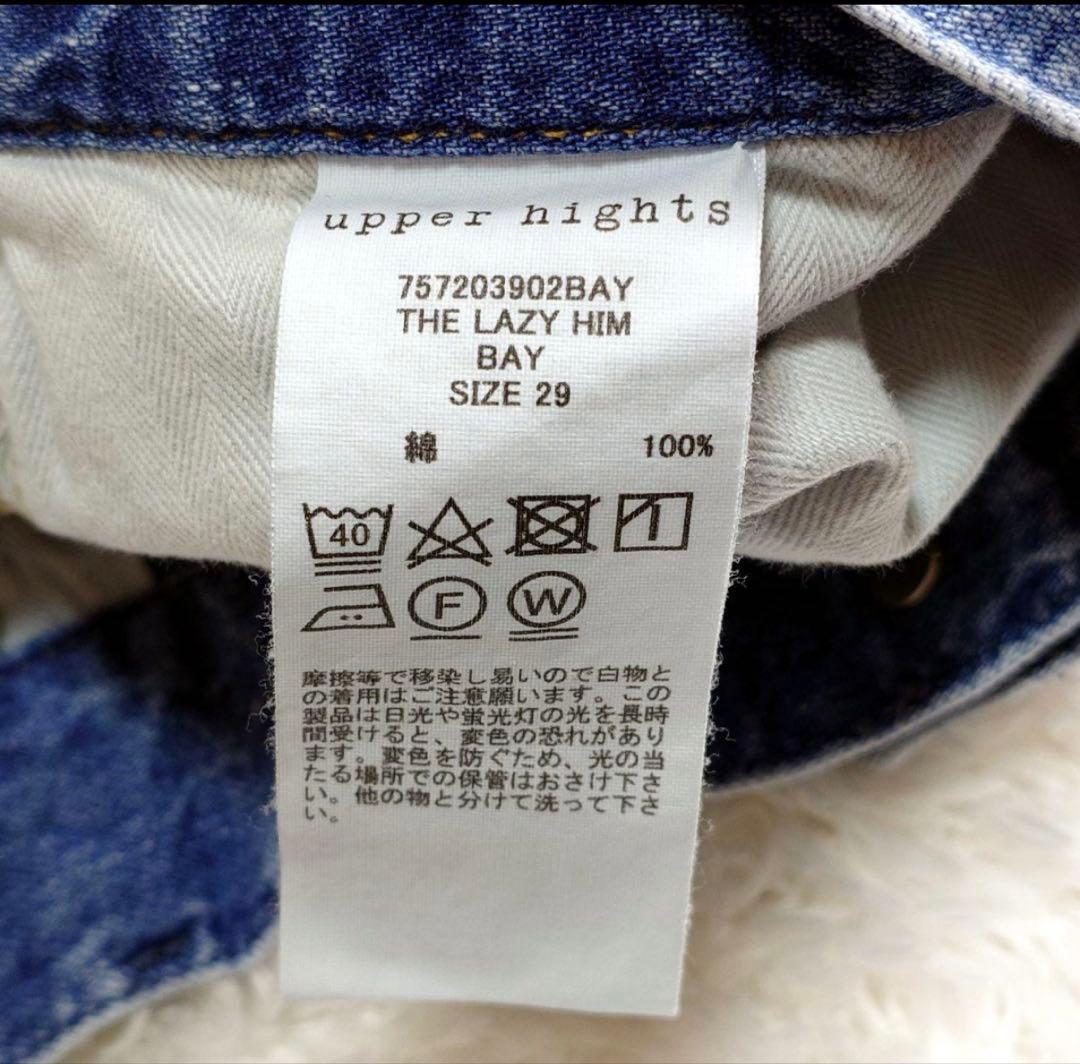 upper hights
757203902BAY
THE LAZY HIM
BAY
SIZE 29
綿 100%
40
F W
摩擦等で移染し易いので白物と
の着用はご注意願います。この
製品は日光や蛍光灯の光を長時
間受けると、変色の恐れがあり
ます。変色を防ぐため、光の当
たる場所での保管はおさけ下さ
い。他の物と分けて洗って下さ
い。